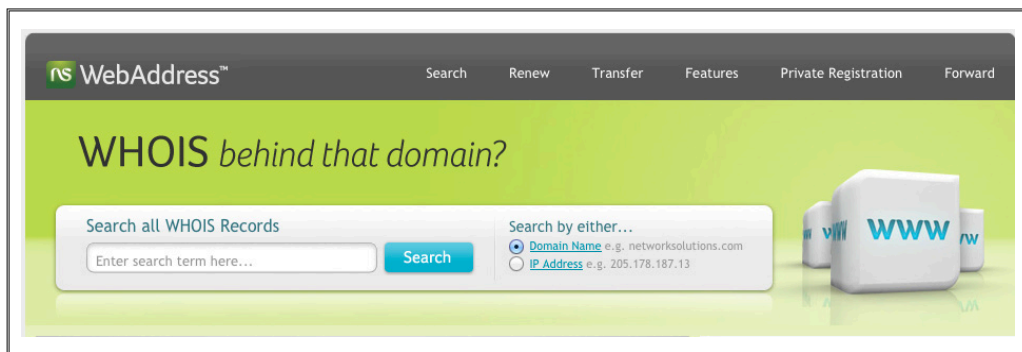 ns WebAddress™
Search Renew Transfer Features Private Registration Forward
WHOIS behind that domain?
Search all WHOIS Records
Enter search term here...
Search
Search by either...
Domain Name e.g. networksolutions.com
IP Address e.g. 205.178.187.13
WWW